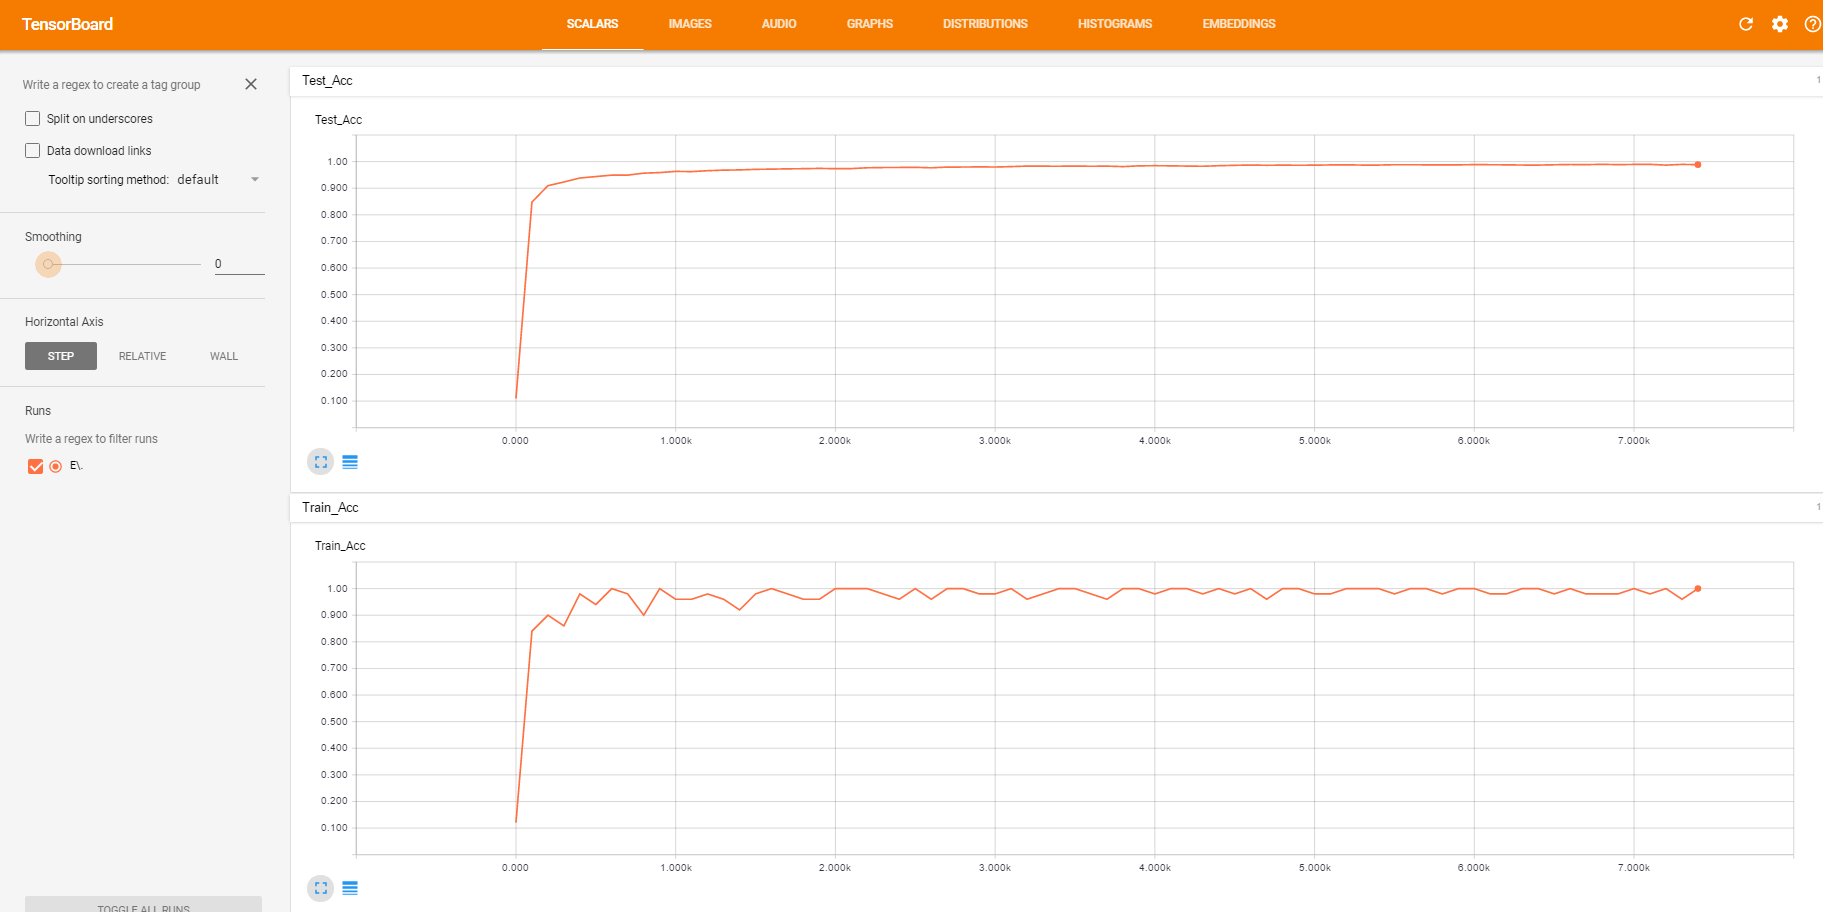 TensorBoard
SCALARS IMAGES AUDIO GRAPHS DISTRIBUTIONS HISTOGRAMS EMBEDDINGS
Write a regex to create a tag group
Split on underscores
Data download links
Tooltip sorting method: default
Smoothing
0
Horizontal Axis
STEP RELATIVE WALL
Runs
Write a regex to filter runs
E\.
TOGGLE ALL RUNS
Test_Acc
1
Test_Acc
1.00
0.900
0.800
0.700
0.600
0.500
0.400
0.300
0.200
0.100
0.000 1.000k 2.000k 3.000k 4.000k 5.000k 6.000k 7.000k
Train_Acc
1
Train_Acc
1.00
0.900
0.800
0.700
0.600
0.500
0.400
0.300
0.200
0.100
0.000 1.000k 2.000k 3.000k 4.000k 5.000k 6.000k 7.000k